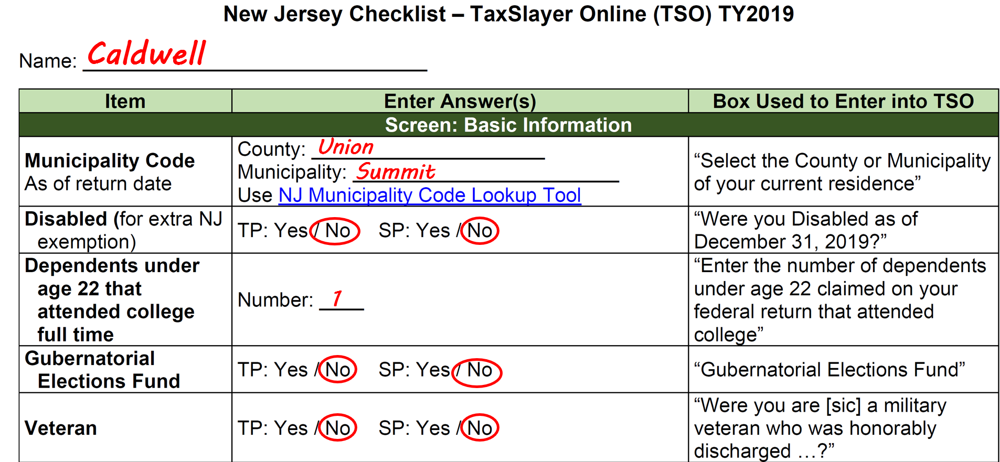 New Jersey Checklist – TaxSlayer Online (TSO) TY2019
Name: Caldwell
Item Enter Answer(s) Box Used to Enter into TSO
Screen: Basic Information
Municipality Code
As of return date
County: Union
Municipality: Summit
Use NJ Municipality Code Lookup Tool
“Select the County or Municipality
of your current residence”
Disabled (for extra NJ
exemption)
TP: Yes / No SP: Yes / No
“Were you Disabled as of
December 31, 2019?”
Dependents under
age 22 that
attended college
full time
Number: 1
“Enter the number of dependents
under age 22 claimed on your
federal return that attended
college”
Gubernatorial
Elections Fund
TP: Yes / No SP: Yes / No
“Gubernatorial Elections Fund”
Veteran
TP: Yes / No SP: Yes / No
“Were you are [sic] a military
veteran who was honorably
discharged …?”